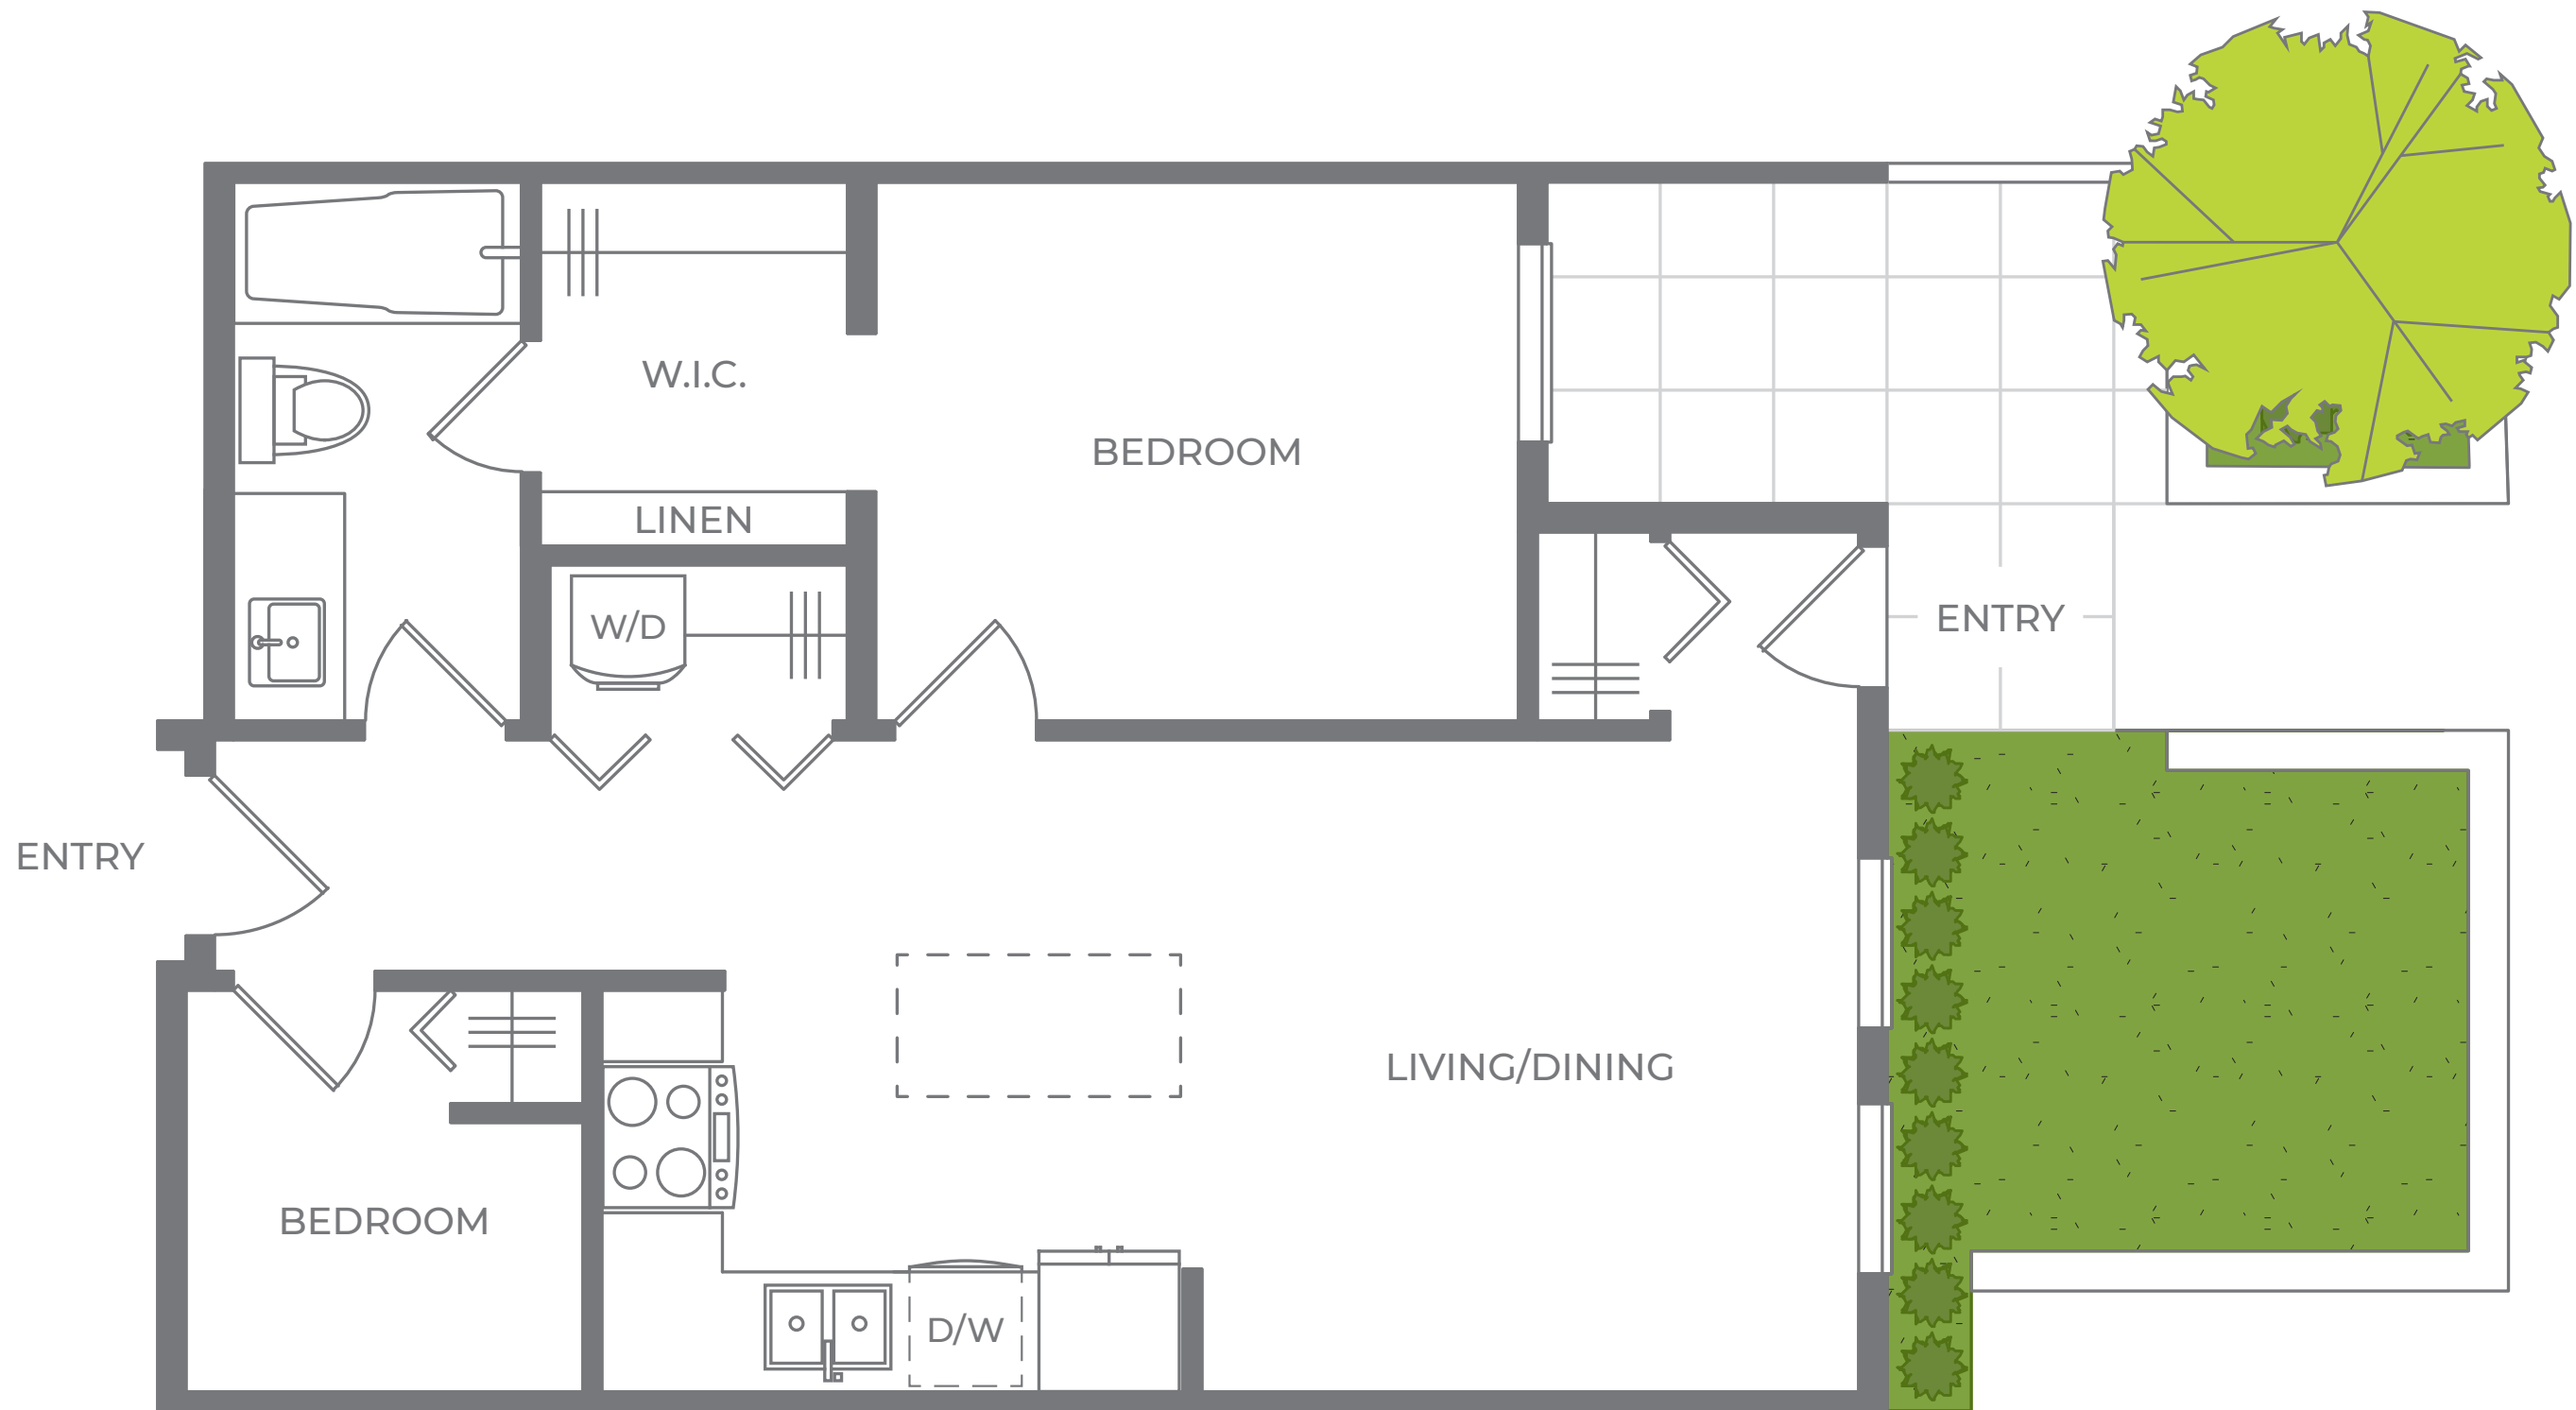 W.I.C.
BEDROOM
LINEN
W/D
ENTRY
ENTRY
LIVING/DINING
BEDROOM
D/W